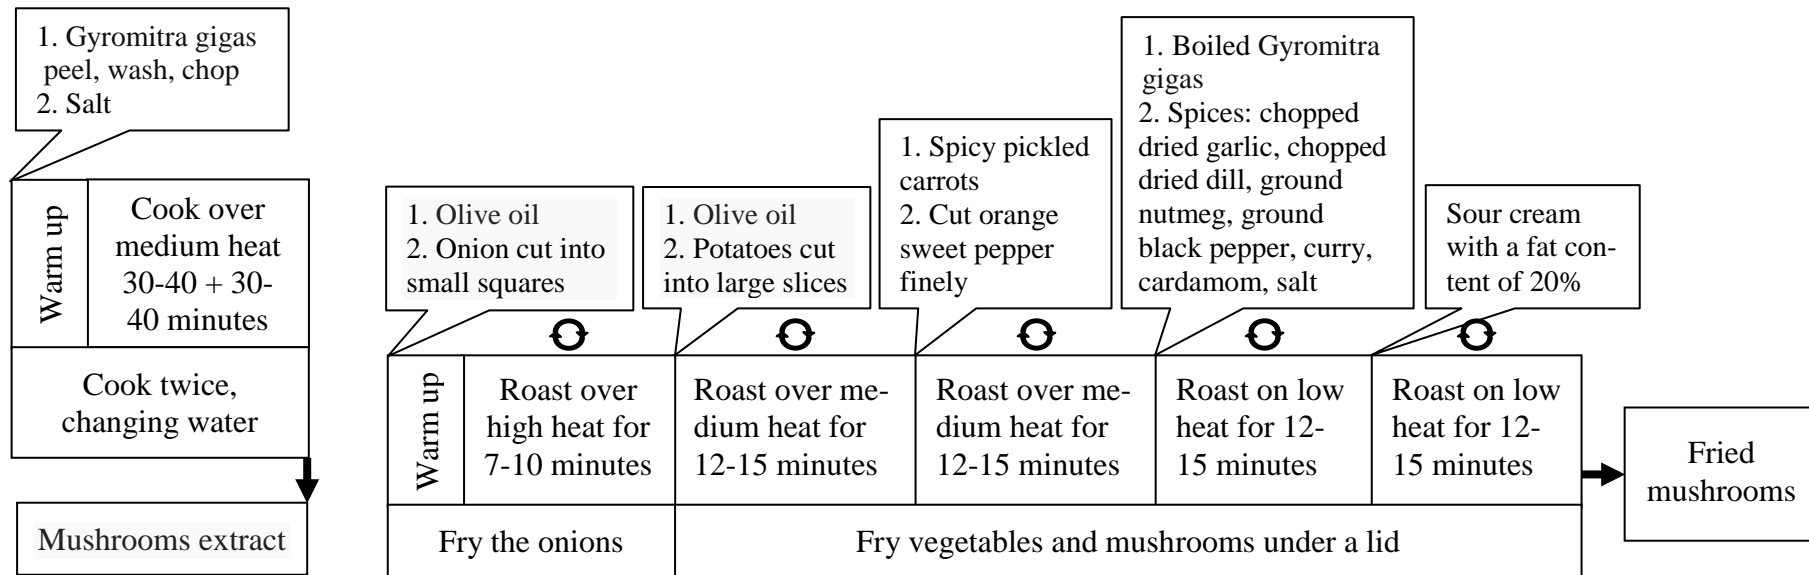 1. Gyromitra gigas
peel, wash, chop
2. Salt
Warm up
Cook over
medium heat
30-40 + 30-
40 minutes
Cook twice,
changing water
Mushrooms extract
1. Olive oil
2. Onion cut into
small squares
1. Olive oil
2. Potatoes cut
into large slices
1. Spicy pickled
carrots
2. Cut orange
sweet pepper
finely
1. Boiled Gyromitra
gigas
2. Spices: chopped
dried garlic, chopped
dried dill, ground
nutmeg, ground
black pepper, curry,
cardamom, salt
Sour cream
with a fat con-
tent of 20%
Warm up
Roast over
high heat for
7-10 minutes
Roast over me-
dium heat for
12-15 minutes
Roast over me-
dium heat for
12-15 minutes
Roast on low
heat for 12-
15 minutes
Roast on low
heat for 12-
15 minutes
Fry the onions
Fry vegetables and mushrooms under a lid
Fried
mushrooms